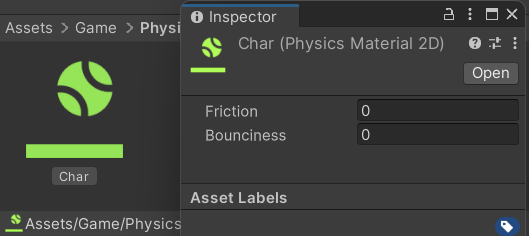 Assets > Game > Physi
Char
Assets/Game/Physics
Inspector
Char (Physics Material 2D)
Open
Friction 0
Bounciness 0
Asset Labels